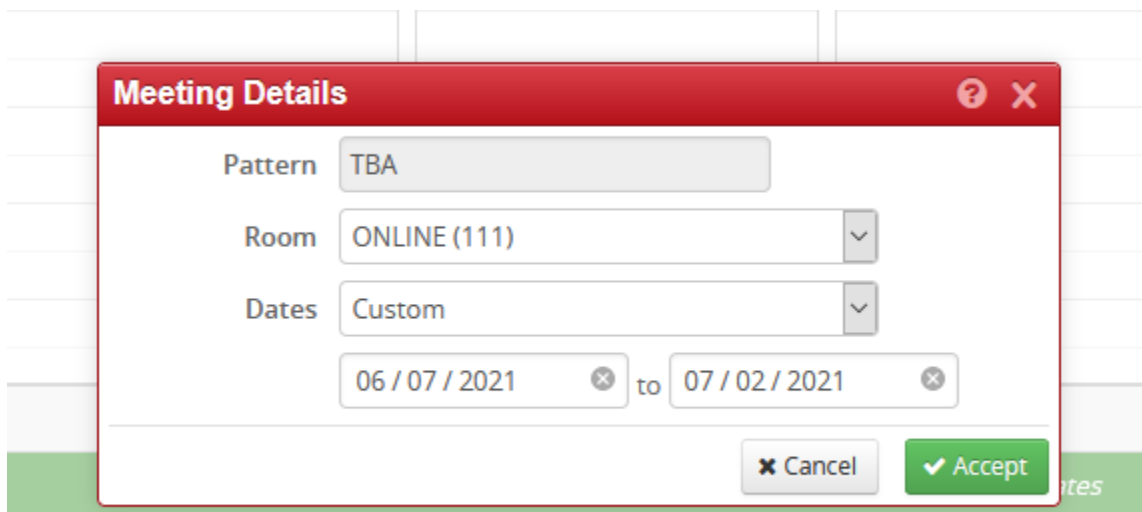 Meeting Details
Pattern TBA
Room ONLINE (111)
Dates Custom
06 / 07 / 2021 to 07 / 02 / 2021
Cancel Accept